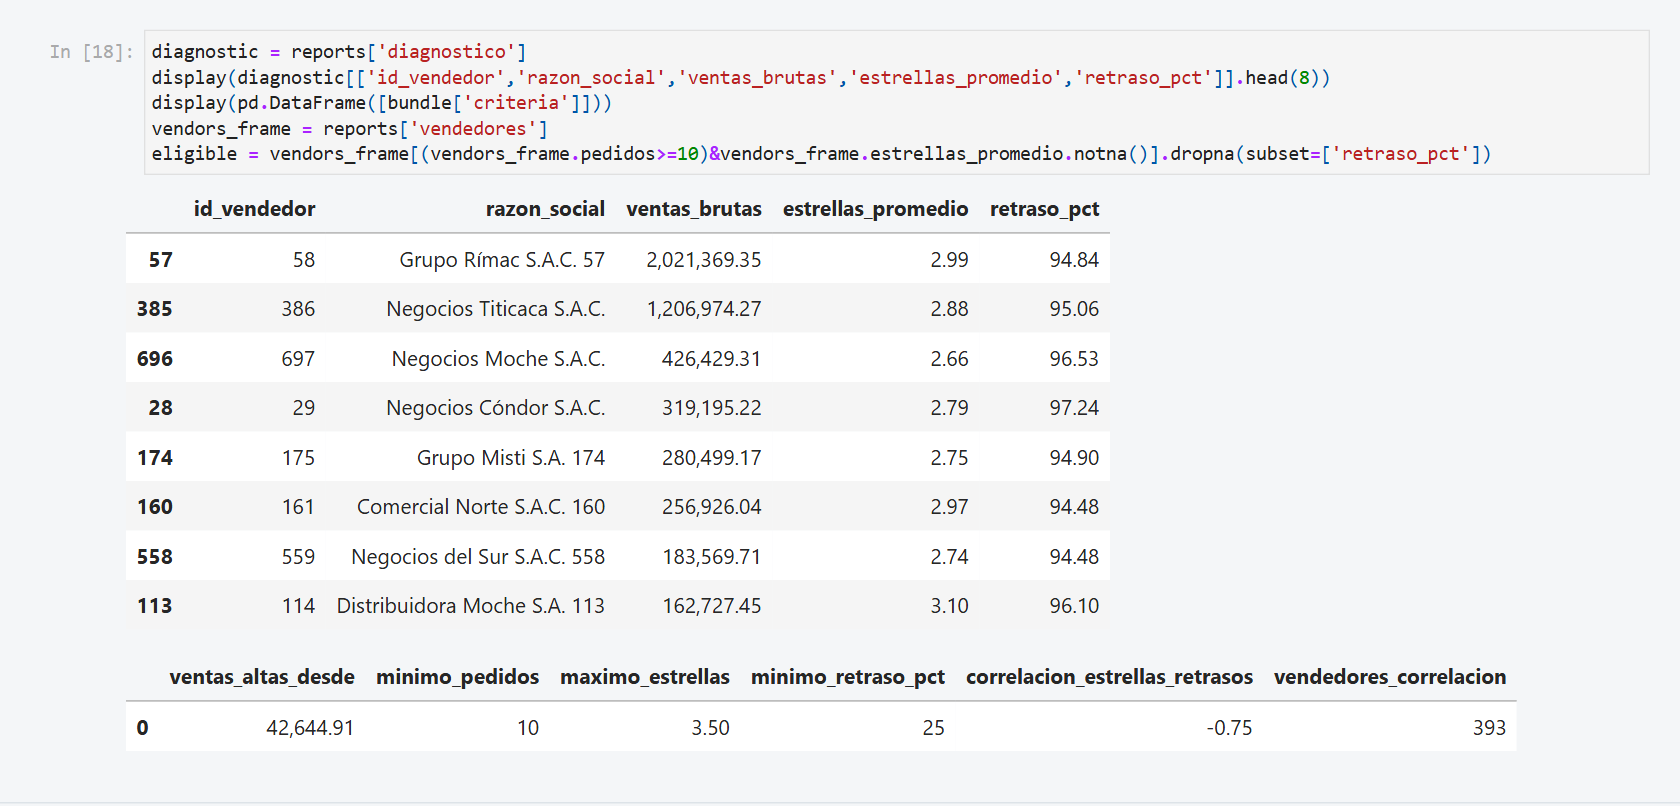 In [18]:
diagnostic = reports['diagnostico']
display(diagnostic[['id_vendedor','razon_social','ventas_brutas','estrellas_promedio','retraso_pct']].head(8))
display(pd.DataFrame([bundle['criteria']]))
vendors_frame = reports['vendedores']
eligible = vendors_frame[(vendors_frame.pedidos>=10)&vendors_frame.estrellas_promedio.notna()].dropna(subset=['retraso_pct'])
id_vendedor razon_social ventas_brutas estrellas_promedio retraso_pct
57 58 Grupo Rímac S.A.C. 57 2,021,369.35 2.99 94.84
385 386 Negocios Titicaca S.A.C. 1,206,974.27 2.88 95.06
696 697 Negocios Moche S.A.C. 426,429.31 2.66 96.53
28 29 Negocios Cóndor S.A.C. 319,195.22 2.79 97.24
174 175 Grupo Misti S.A. 174 280,499.17 2.75 94.90
160 161 Comercial Norte S.A.C. 160 256,926.04 2.97 94.48
558 559 Negocios del Sur S.A.C. 558 183,569.71 2.74 94.48
113 114 Distribuidora Moche S.A. 113 162,727.45 3.10 96.10
ventas_altas_desde minimo_pedidos maximo_estrellas minimo_retraso_pct correlacion_estrellas_retrasos vendedores_correlacion
0 42,644.91 10 3.50 25 -0.75 393